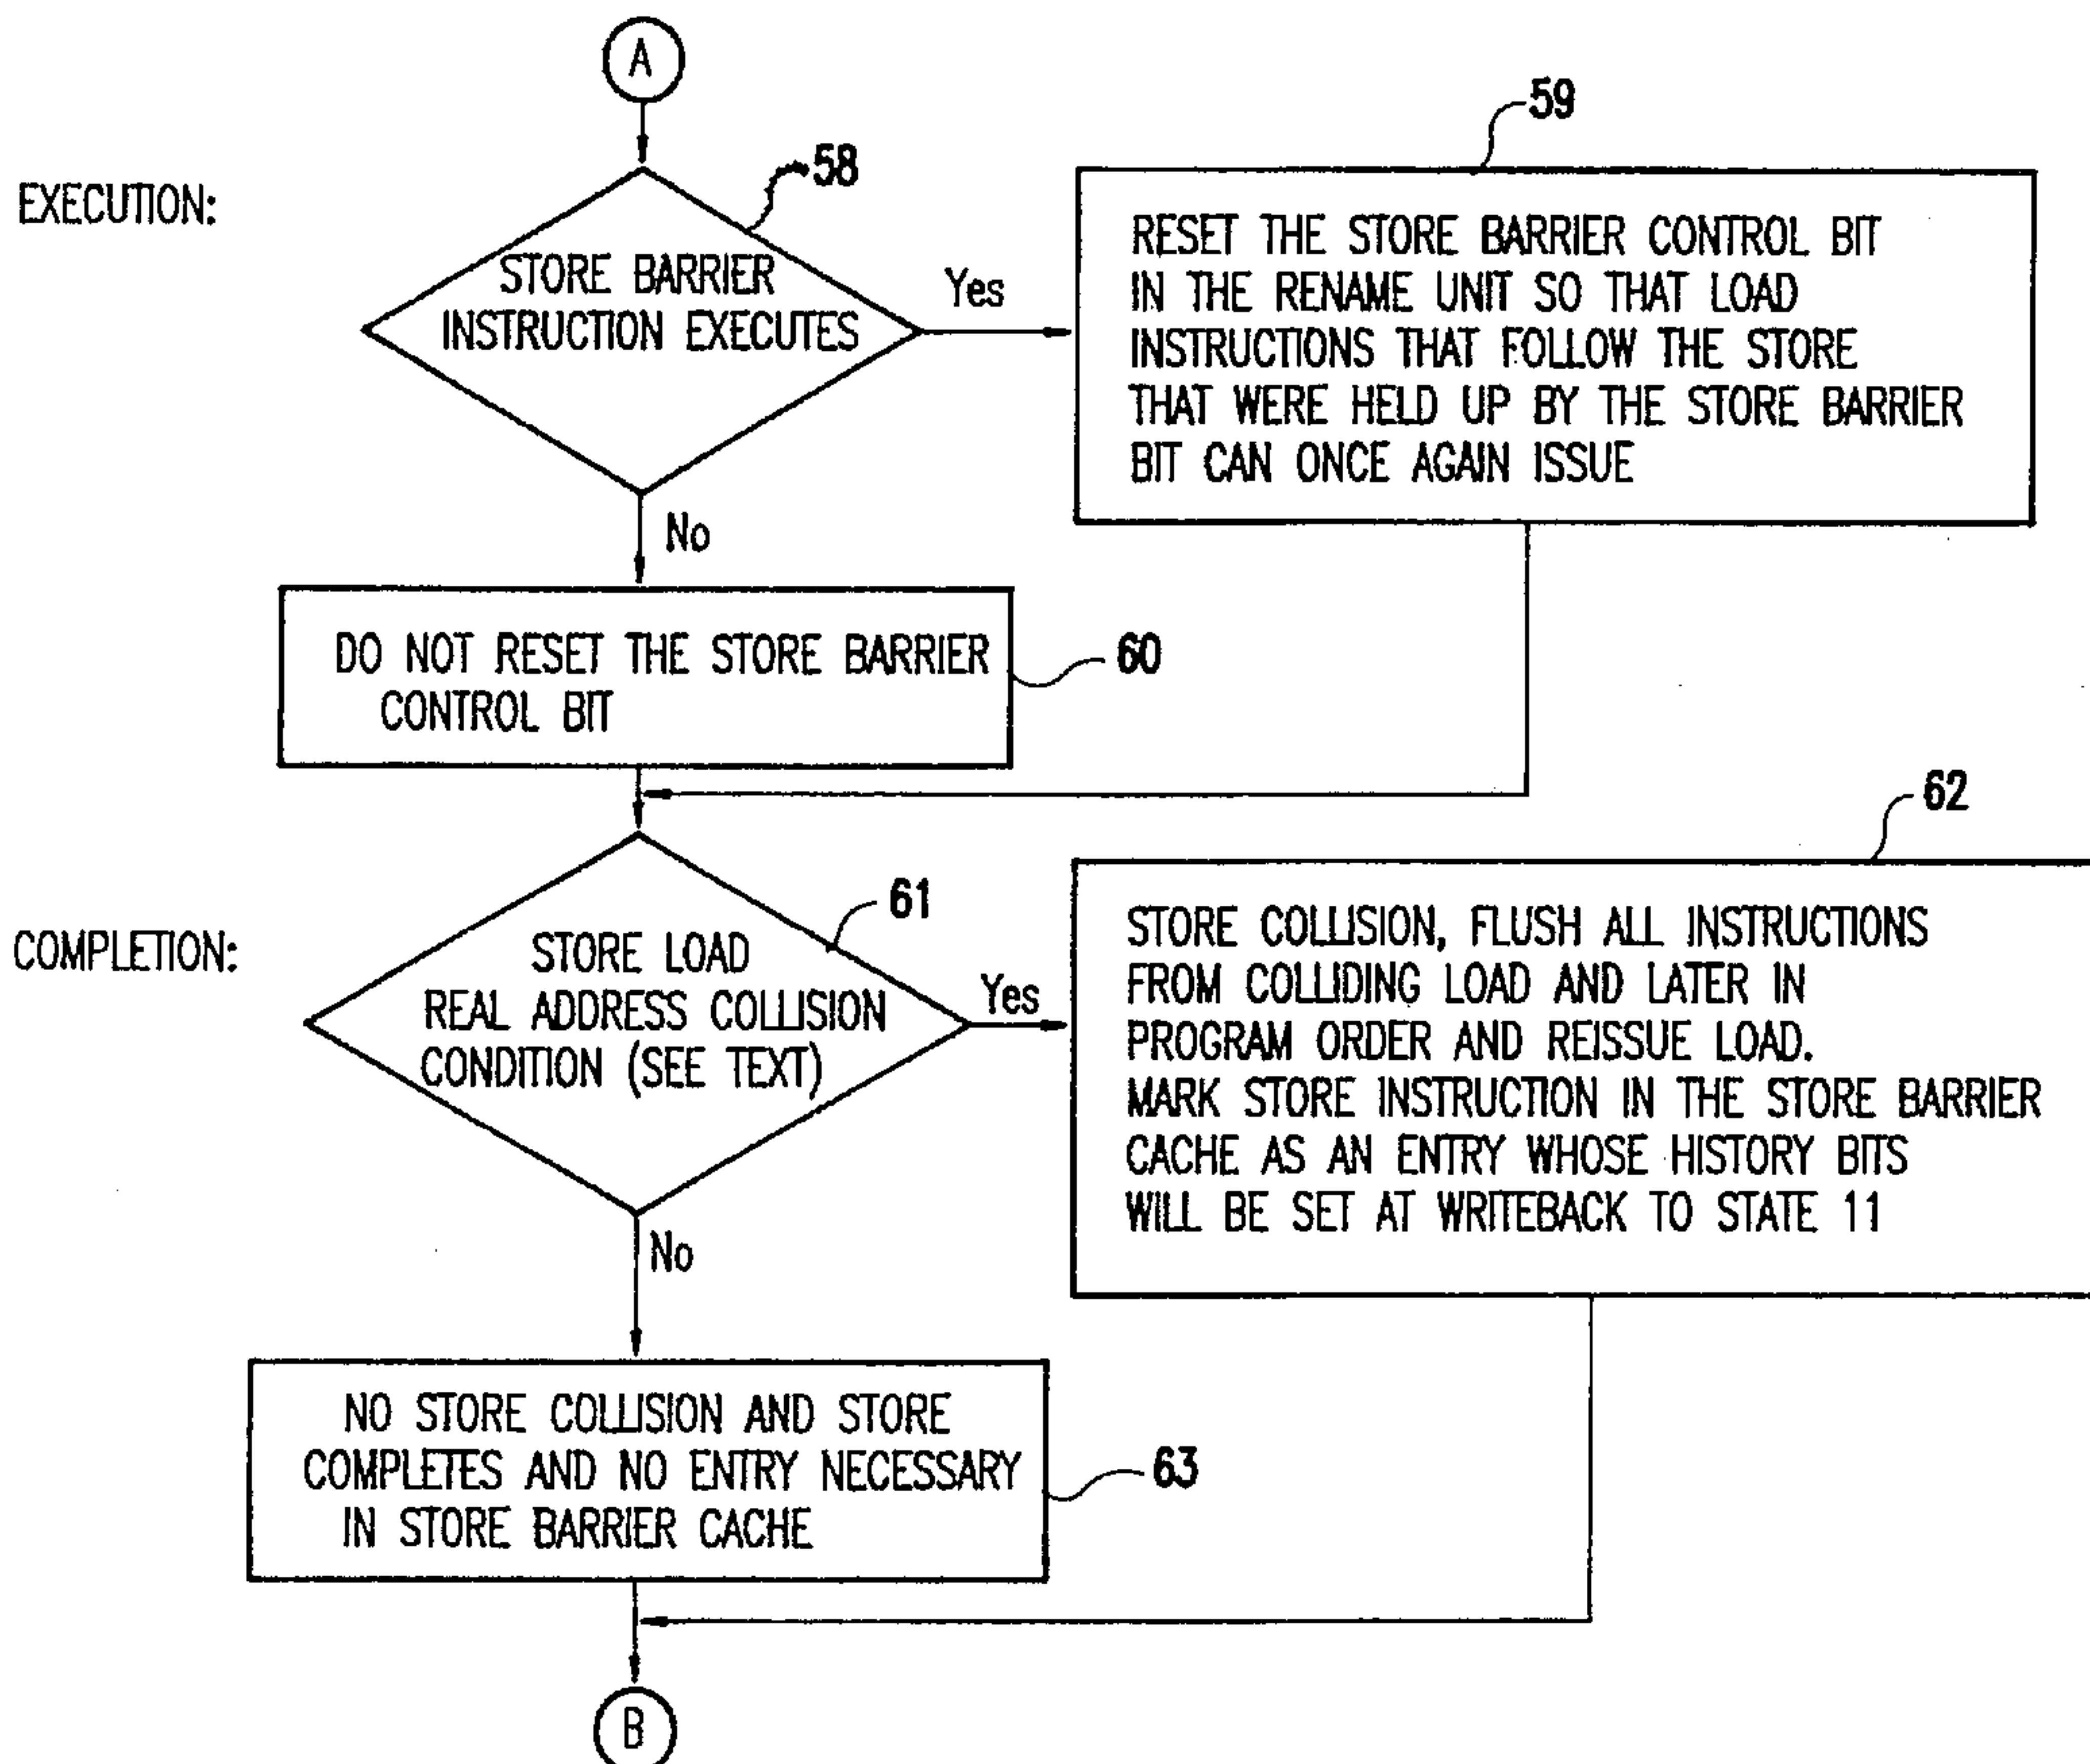 A
58
59
EXECUTION:
STORE BARRIER
INSTRUCTION EXECUTES
Yes
RESET THE STORE BARRIER CONTROL BIT
IN THE RENAME UNIT SO THAT LOAD
INSTRUCTIONS THAT FOLLOW THE STORE
THAT WERE HELD UP BY THE STORE BARRIER
BIT CAN ONCE AGAIN ISSUE
No
DO NOT RESET THE STORE BARRIER
CONTROL BIT
60
61
62
COMPLETION:
STORE LOAD
REAL ADDRESS COLLISION
CONDITION (SEE TEXT)
Yes
STORE COLLISION, FLUSH ALL INSTRUCTIONS
FROM COLLIDING LOAD AND LATER IN
PROGRAM ORDER AND REISSUE LOAD.
MARK STORE INSTRUCTION IN THE STORE BARRIER
CACHE AS AN ENTRY WHOSE HISTORY BITS
WILL BE SET AT WRITEBACK TO STATE 11
No
NO STORE COLLISION AND STORE
COMPLETES AND NO ENTRY NECESSARY
IN STORE BARRIER CACHE
63
B